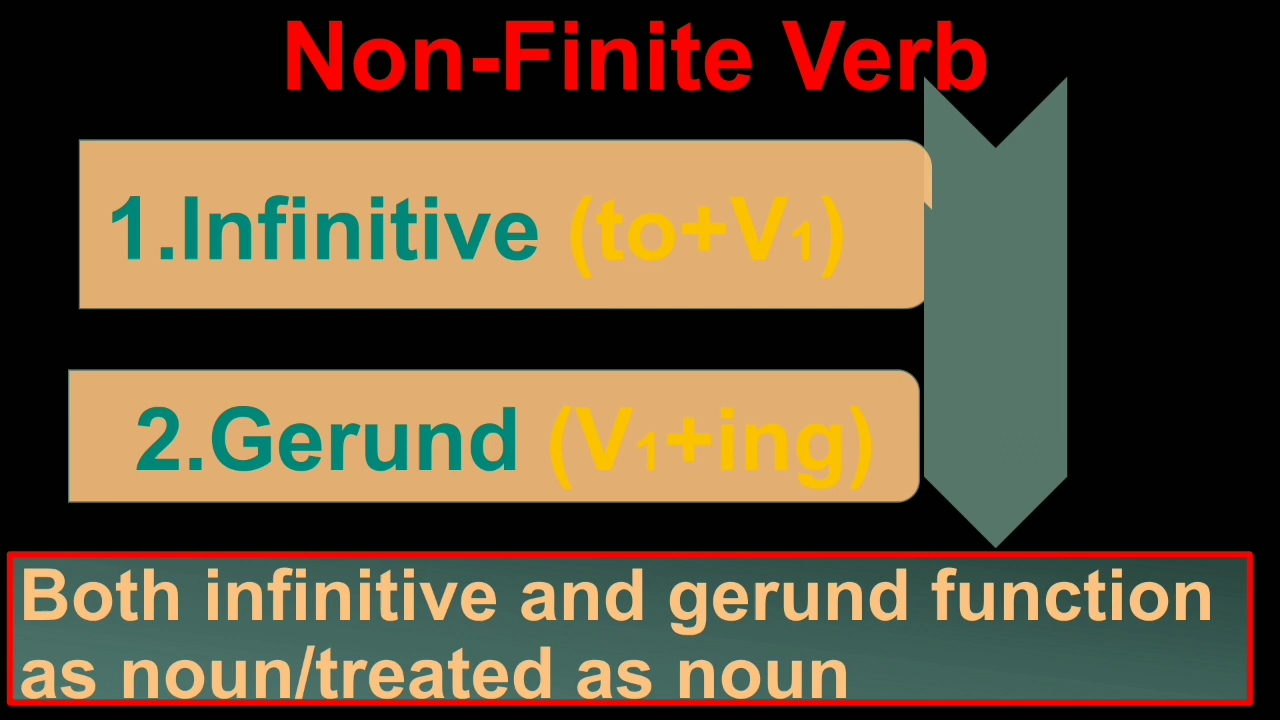 Non-Finite Verb
1.Infinitive (to+V₁)
2.Gerund (V₁+ing)
Both infinitive and gerund function
as noun/treated as noun